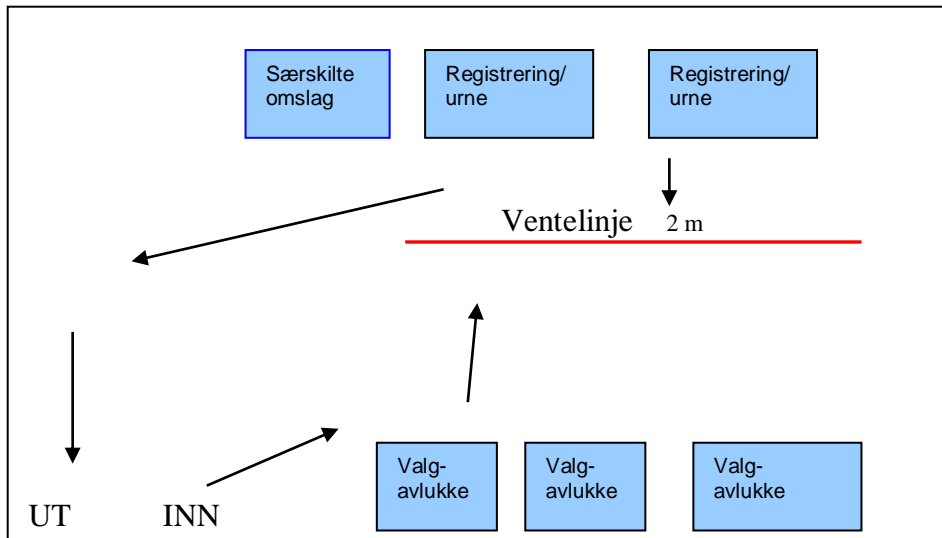 Særskilte
omslag
Registrering/
urne
Registrering/
urne
Ventelinje 2 m
Valg-
avlukke
Valg-
avlukke
Valg-
avlukke
UT INN